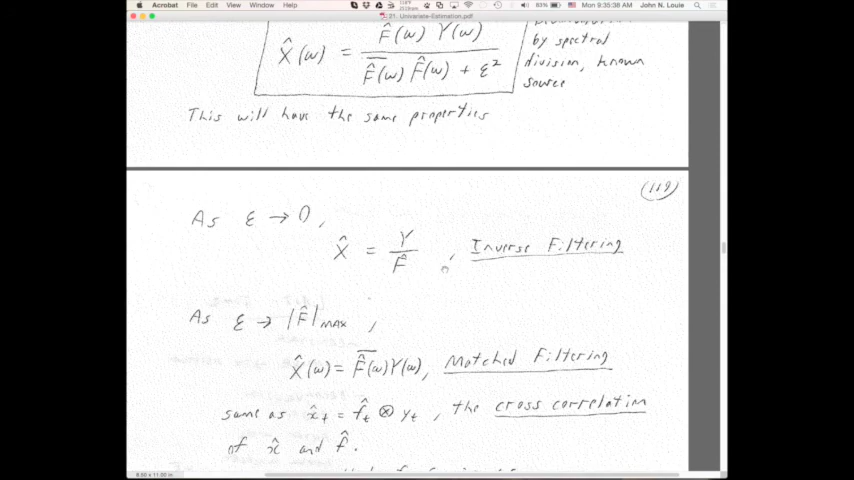 Acrobat File Edit View Window Help 83% Mon 9:35:38 AM John N. Louie
21. Univariate-Estimation.pdf
X̂(ω) = F̂(ω) Y(ω) / F̂̅(ω) F̂(ω) + ε²
by spectral
division, known
source
This will have the same properties
(119)
As ε → 0,
X̂ = Y / F̂ , Inverse Filtering
As ε → |F̂|MAX ,
X̂(ω) = F̂̅(ω)Y(ω), Matched Filtering
same as x̂t = f̂t ⊗ yt , the cross correlation
of x̂ and f̂.
8.50 x 11.00 in